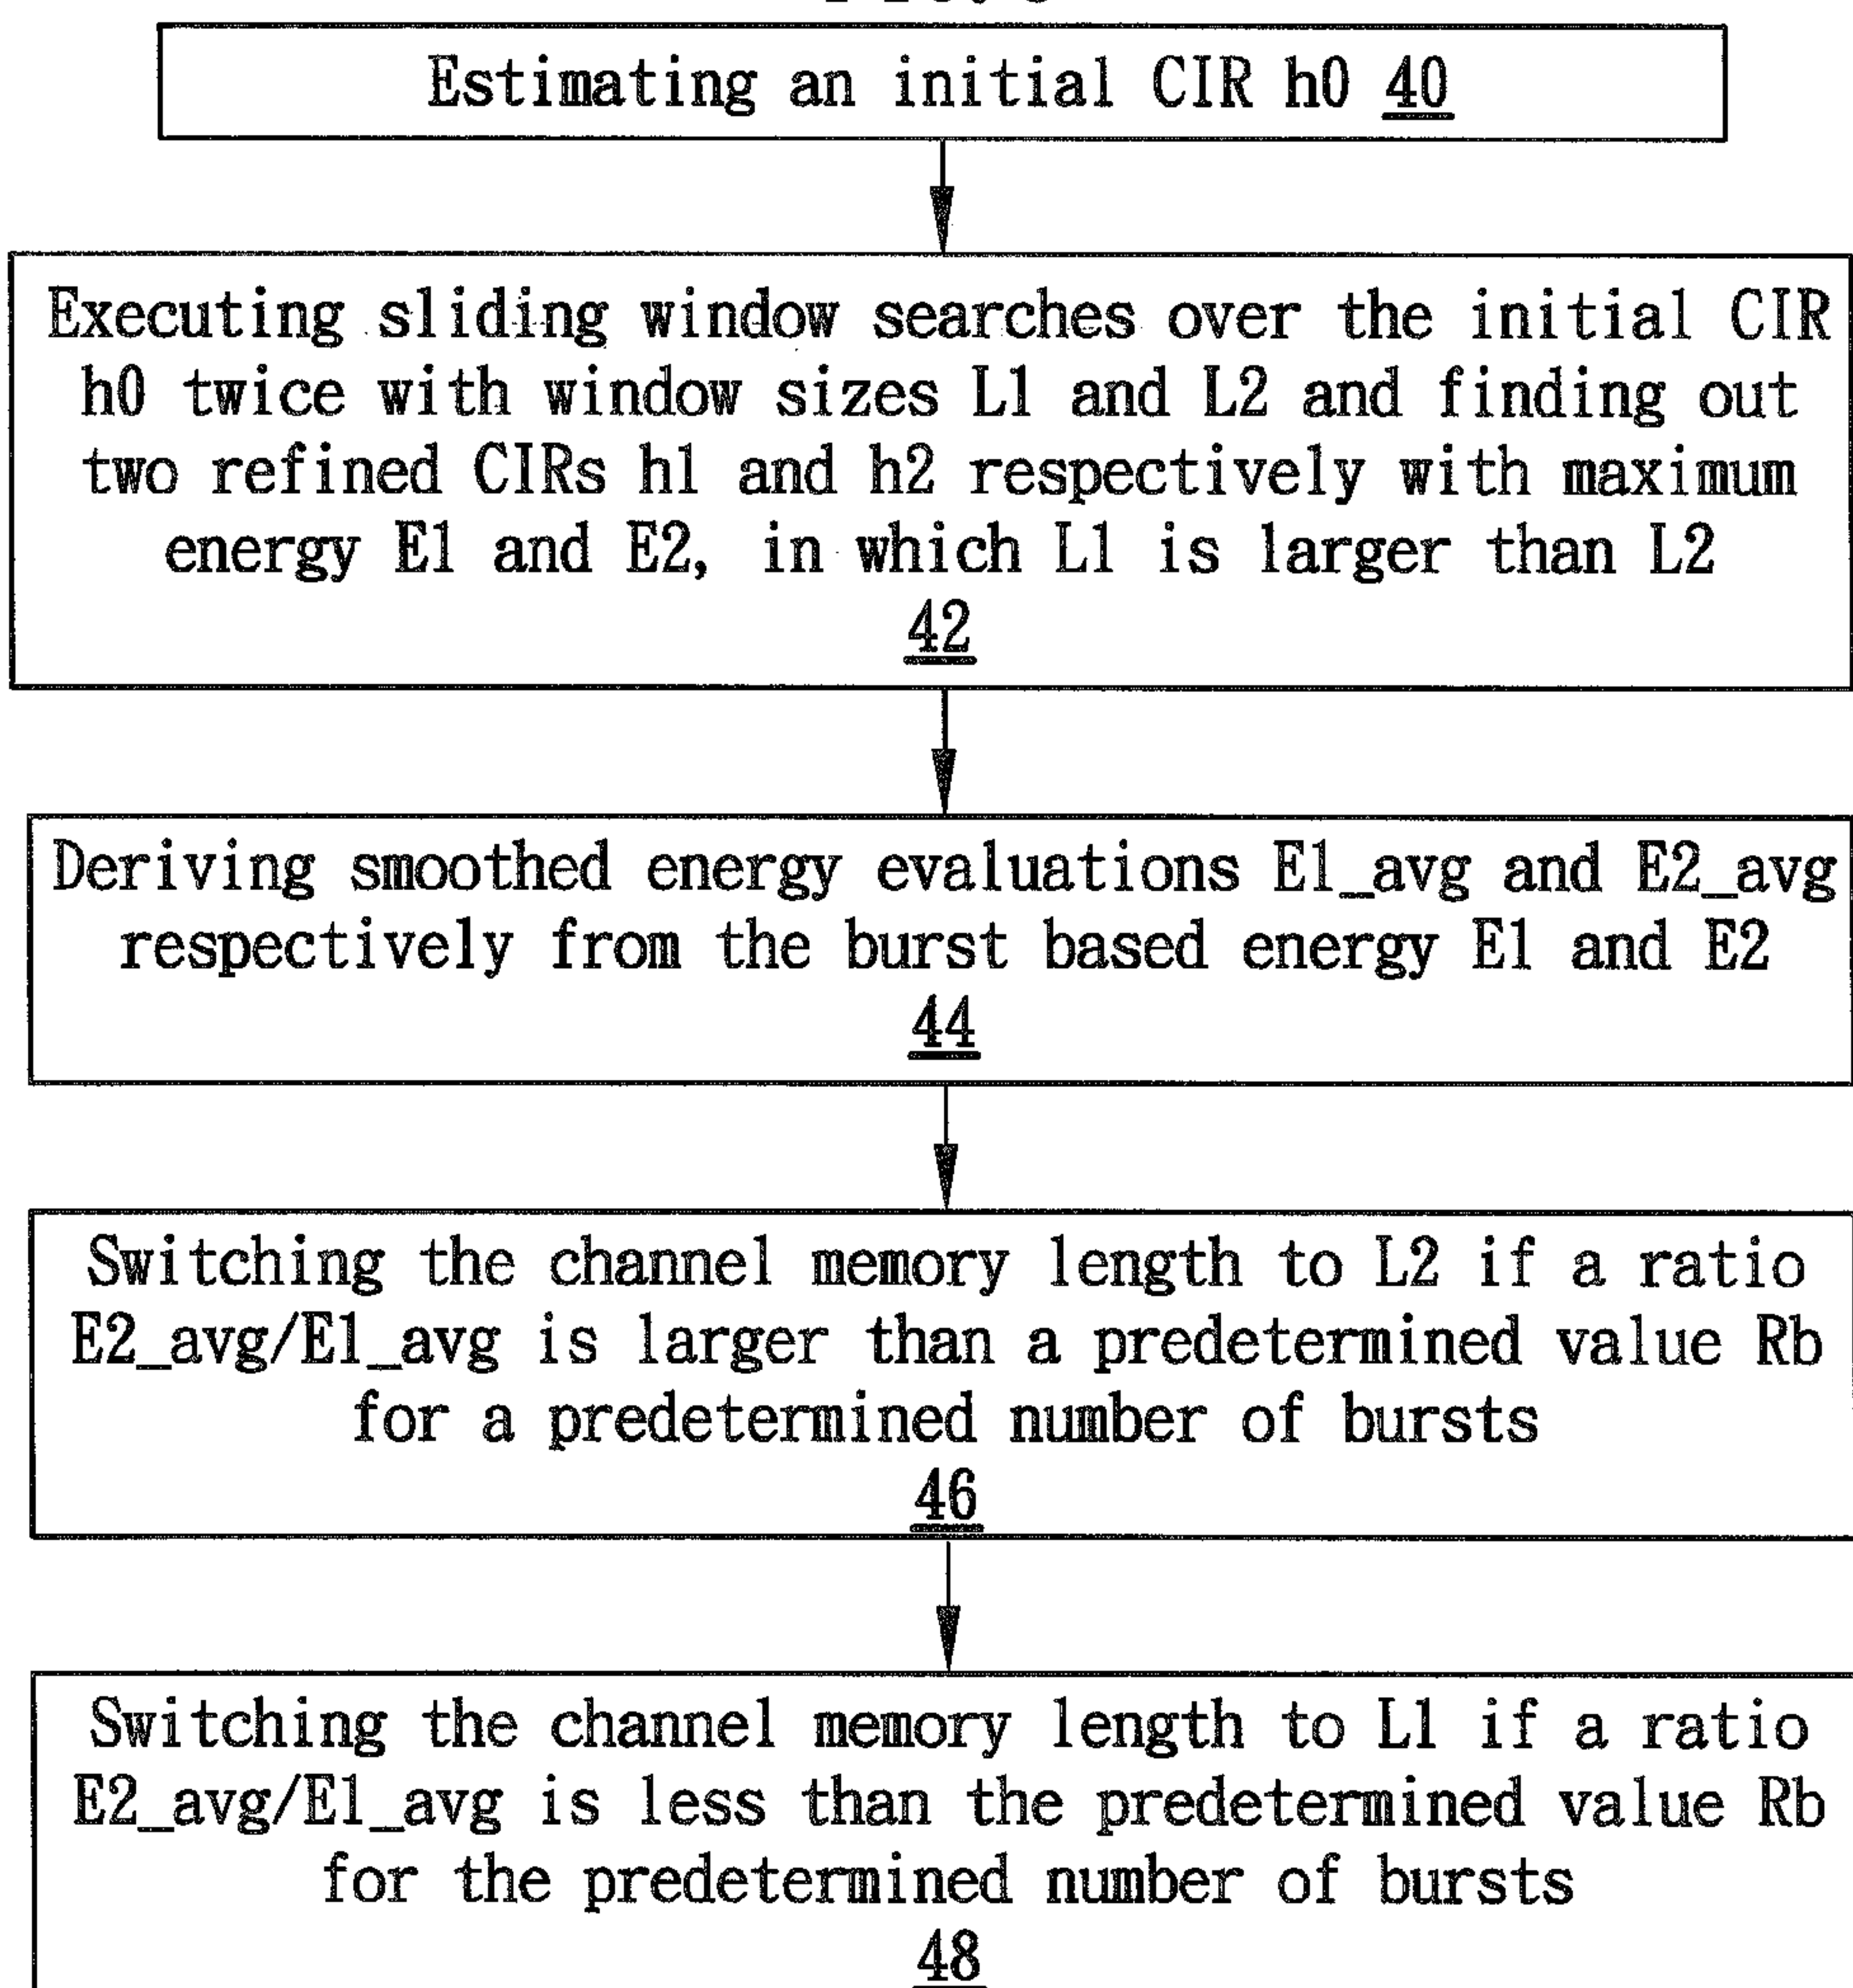 Estimating an initial CIR h0 40
Executing sliding window searches over the initial CIR
h0 twice with window sizes L1 and L2 and finding out
two refined CIRs h1 and h2 respectively with maximum
energy E1 and E2, in which L1 is larger than L2
42
Deriving smoothed energy evaluations E1_avg and E2_avg
respectively from the burst based energy E1 and E2
44
Switching the channel memory length to L2 if a ratio
E2_avg/E1_avg is larger than a predetermined value Rb
for a predetermined number of bursts
46
Switching the channel memory length to L1 if a ratio
E2_avg/E1_avg is less than the predetermined value Rb
for the predetermined number of bursts
48